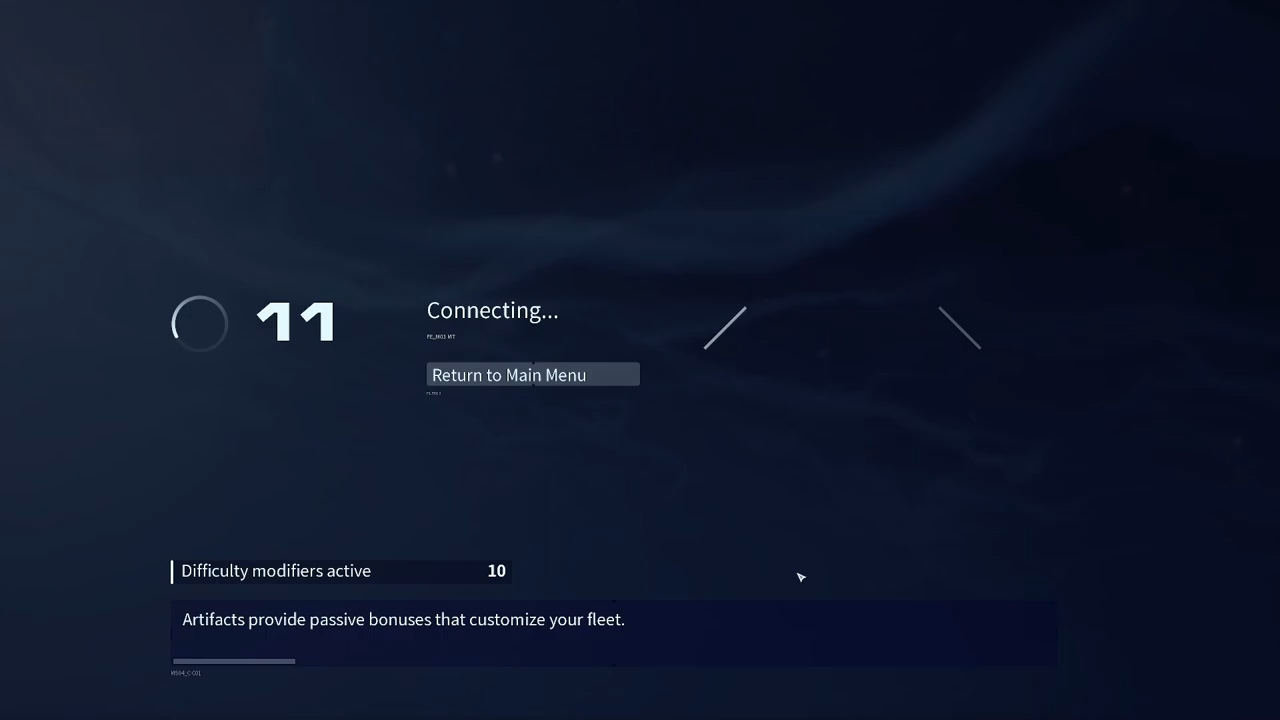 11
Connecting...
Return to Main Menu
Difficulty modifiers active 10
Artifacts provide passive bonuses that customize your fleet.